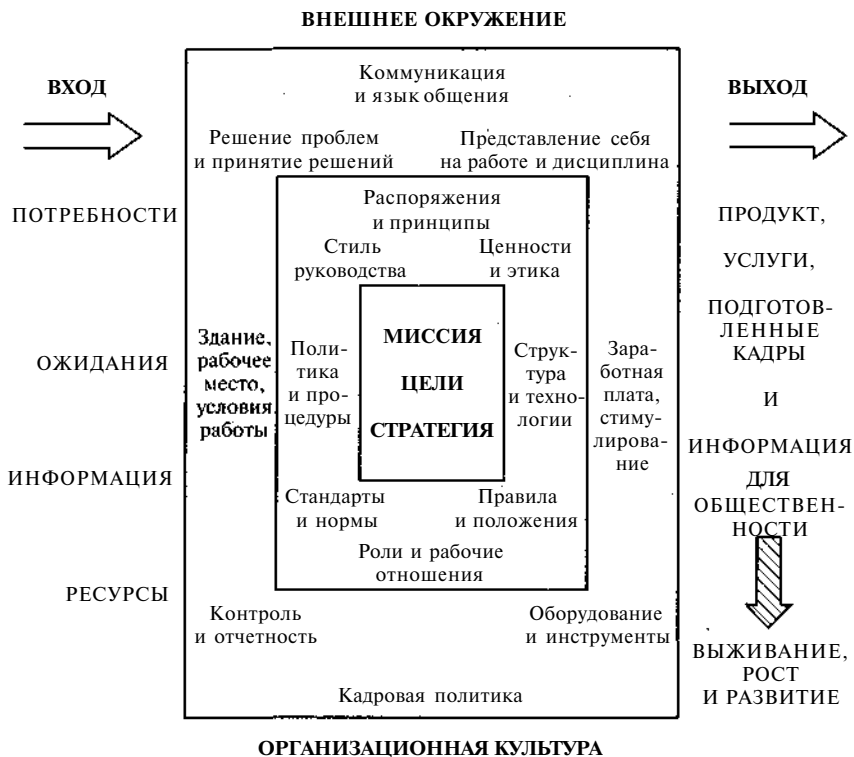 ВНЕШНЕЕ ОКРУЖЕНИЕ
ВХОД
ПОТРЕБНОСТИ
ОЖИДАНИЯ
ИНФОРМАЦИЯ
РЕСУРСЫ
Коммуникация
и язык общения
Решение проблем
и принятие решений
Представление себя
на работе и дисциплина
Распоряжения
и принципы
Стиль
руководства
Ценности
и этика
Здание,
рабочее
место,
условия
работы
Поли-
тика
и про-
цедуры
МИССИЯ
ЦЕЛИ
СТРАТЕГИЯ
Струк-
тура
и техно-
логии
Зара-
ботная
плата,
стиму-
лирова-
ние
Стандарты
и нормы
Правила
и положения
Роли и рабочие
отношения
Контроль
и отчетность
Оборудование
и инструменты
Кадровая политика
ВЫХОД
ПРОДУКТ,
УСЛУГИ,
ПОДГОТОВ-
ЛЕННЫЕ
КАДРЫ
И
ИНФОРМАЦИЯ
ДЛЯ
ОБЩЕСТВЕН-
НОСТИ
ВЫЖИВАНИЕ,
РОСТ
И РАЗВИТИЕ
ОРГАНИЗАЦИОННАЯ КУЛЬТУРА